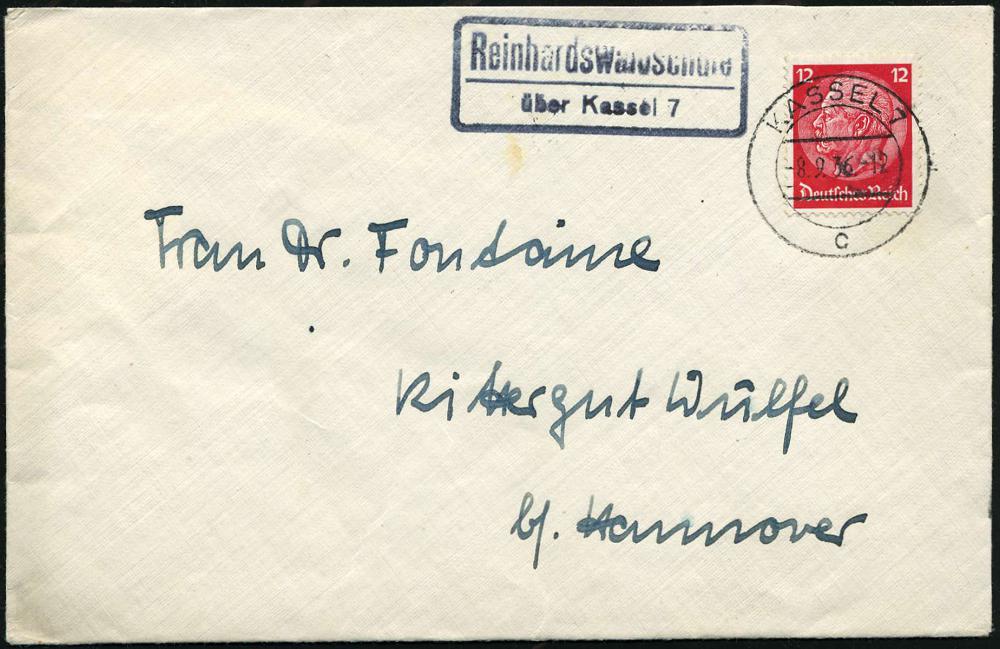 Reinhardswaldschule
über Kassel 7
12 12
KASSEL 7
-8.9.36.-12
Deutsches Reich
c
Frau Dr. Fontaine
Rittergut Wülfel
b/. Hannover